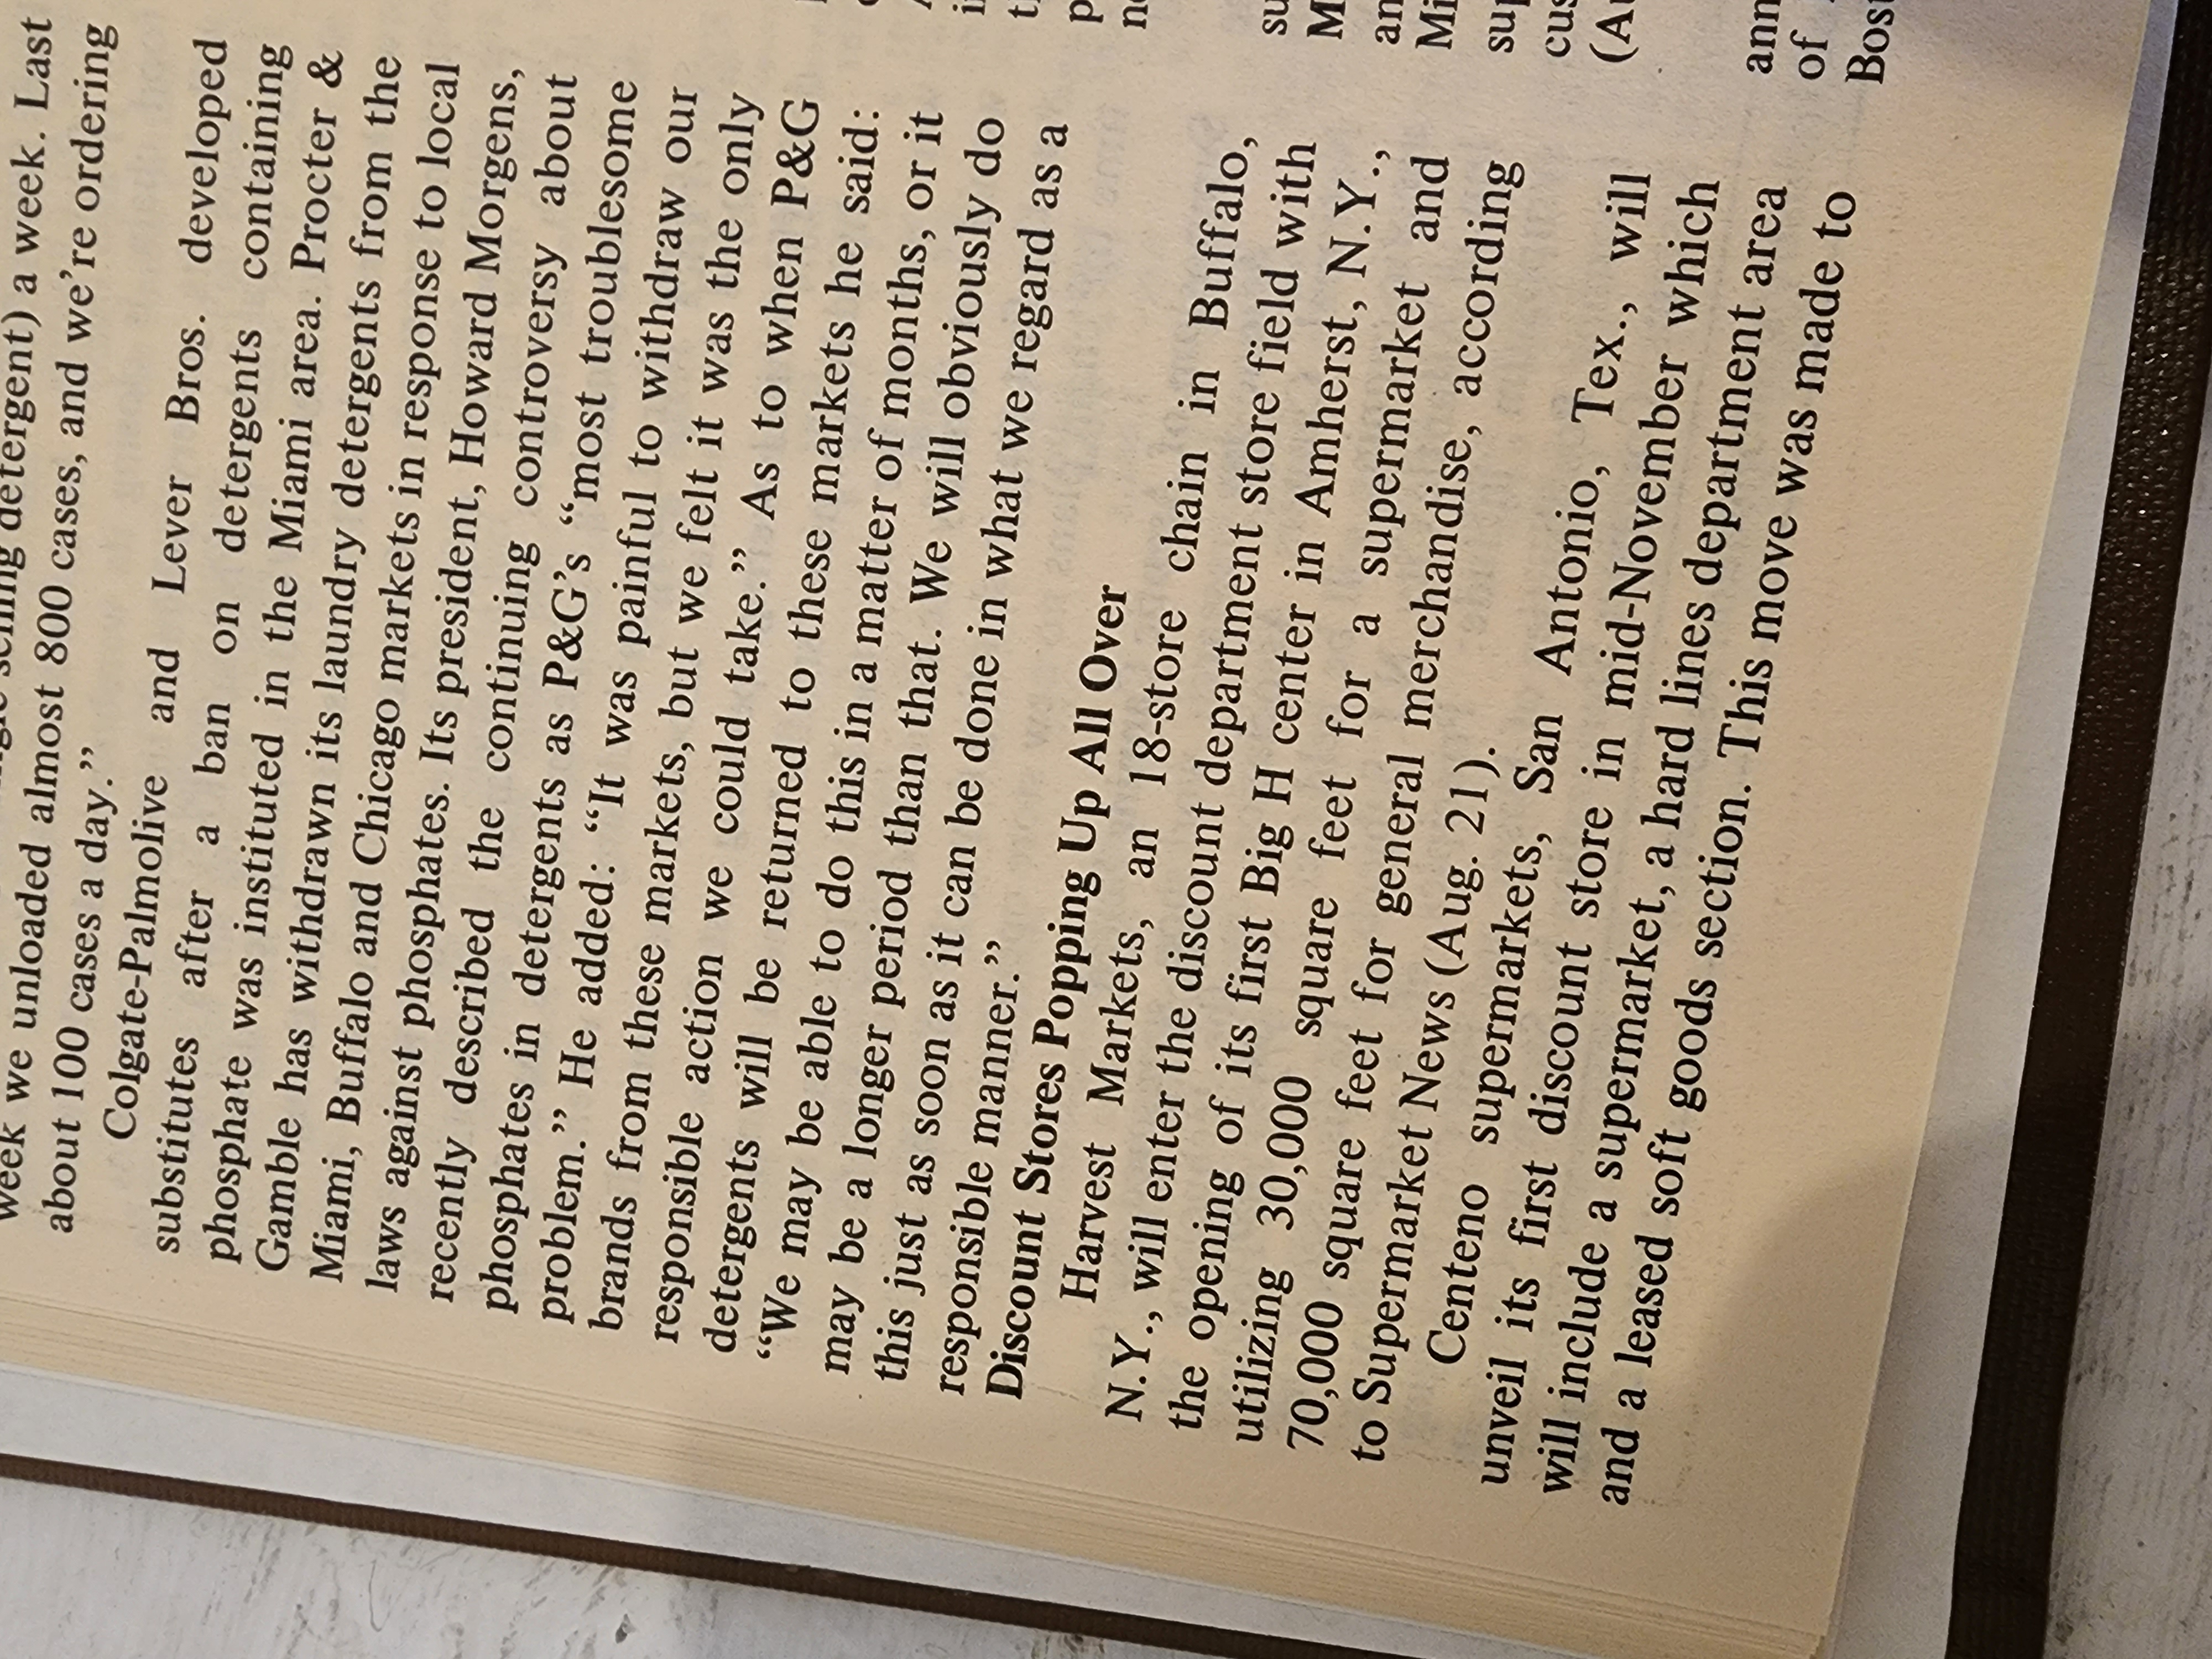 selling detergent) a week. Last
week we unloaded almost 800 cases, and we're ordering
about 100 cases a day."
Colgate-Palmolive and Lever Bros. developed
substitutes after a ban on detergents containing
phosphate was instituted in the Miami area. Procter &
Gamble has withdrawn its laundry detergents from the
Miami, Buffalo and Chicago markets in response to local
laws against phosphates. Its president, Howard Morgens,
recently described the continuing controversy about
phosphates in detergents as P&G's "most troublesome
problem." He added: "It was painful to withdraw our
brands from these markets, but we felt it was the only
responsible action we could take." As to when P&G
detergents will be returned to these markets he said:
"We may be able to do this in a matter of months, or it
may be a longer period than that. We will obviously do
this just as soon as it can be done in what we regard as a
responsible manner."
Discount Stores Popping Up All Over
Harvest Markets, an 18-store chain in Buffalo,
N.Y., will enter the discount department store field with
the opening of its first Big H center in Amherst, N.Y.,
utilizing 30,000 square feet for a supermarket and
70,000 square feet for general merchandise, according
to Supermarket News (Aug. 21).
Centeno supermarkets, San Antonio, Tex., will
unveil its first discount store in mid-November which
will include a supermarket, a hard lines department area
and a leased soft goods section. This move was made to
an
of
Bos